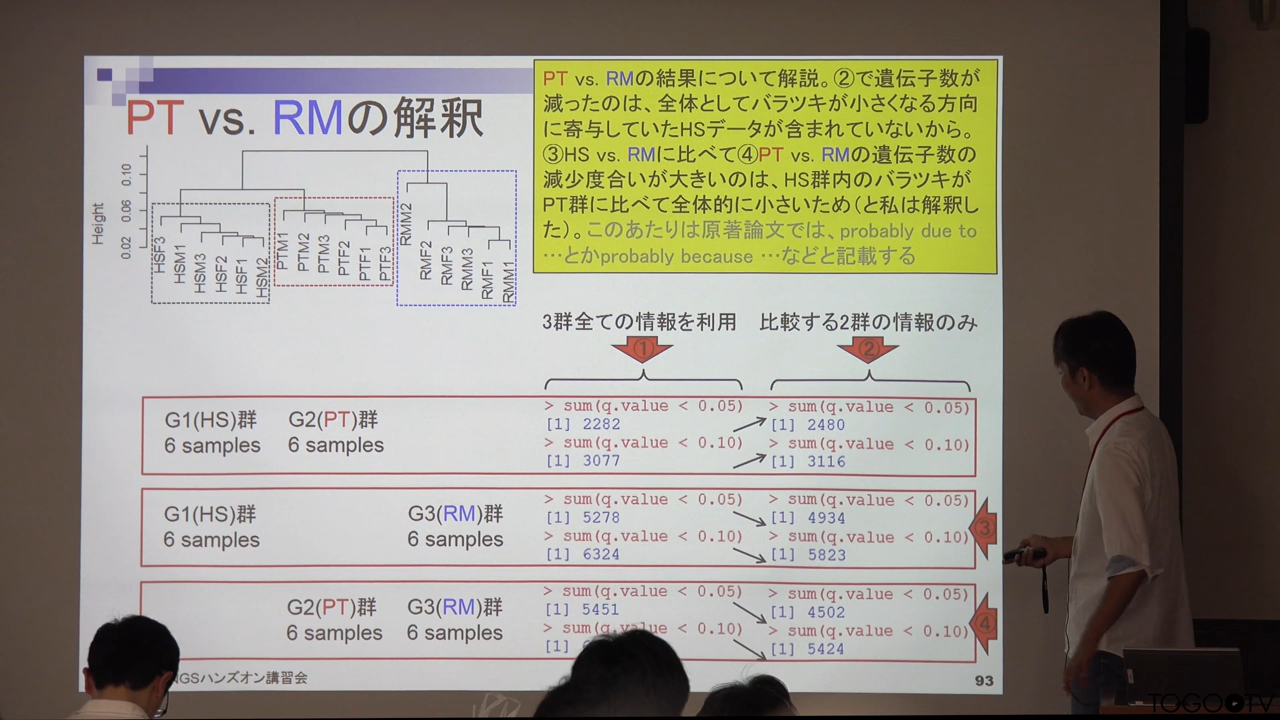 PT vs. RMの解釈
PT vs. RMの結果について解説。②で遺伝子数が
減ったのは、全体としてバラツキが小さくなる方向
に寄与していたHSデータが含まれていないから。
③HS vs. RMに比べて④PT vs. RMの遺伝子数の
減少度合いが大きいのは、HS群内のバラツキが
PT群に比べて全体的に小さいため(と私は解釈し
た)。このあたりは原著論文では、probably due to
…とかprobably because …などと記載する
Height
0.02 0.06 0.10
HSF3 HSM1 HSM3 HSF2 HSF1 HSM2
PTM1 PTM2 PTM3 PTF2 PTF1 PTF3
RMM2 RMF2 RMF3 RMM3 RMF1 RMM1
3群全ての情報を利用 比較する2群の情報のみ
① ②
G1(HS)群 G2(PT)群
6 samples 6 samples
> sum(q.value < 0.05) > sum(q.value < 0.05)
[1] 2282 [1] 2480
> sum(q.value < 0.10) > sum(q.value < 0.10)
[1] 3077 [1] 3116
G1(HS)群 G3(RM)群
6 samples 6 samples
> sum(q.value < 0.05) > sum(q.value < 0.05)
[1] 5278 [1] 4934
> sum(q.value < 0.10) > sum(q.value < 0.10)
[1] 6324 [1] 5823
③
G2(PT)群 G3(RM)群
6 samples 6 samples
> sum(q.value < 0.05) > sum(q.value < 0.05)
[1] 5451 [1] 4502
> sum(q.value < 0.10) > sum(q.value < 0.10)
[1] [1] 5424
④
NGSハンズオン講習会
93
TOGOTV